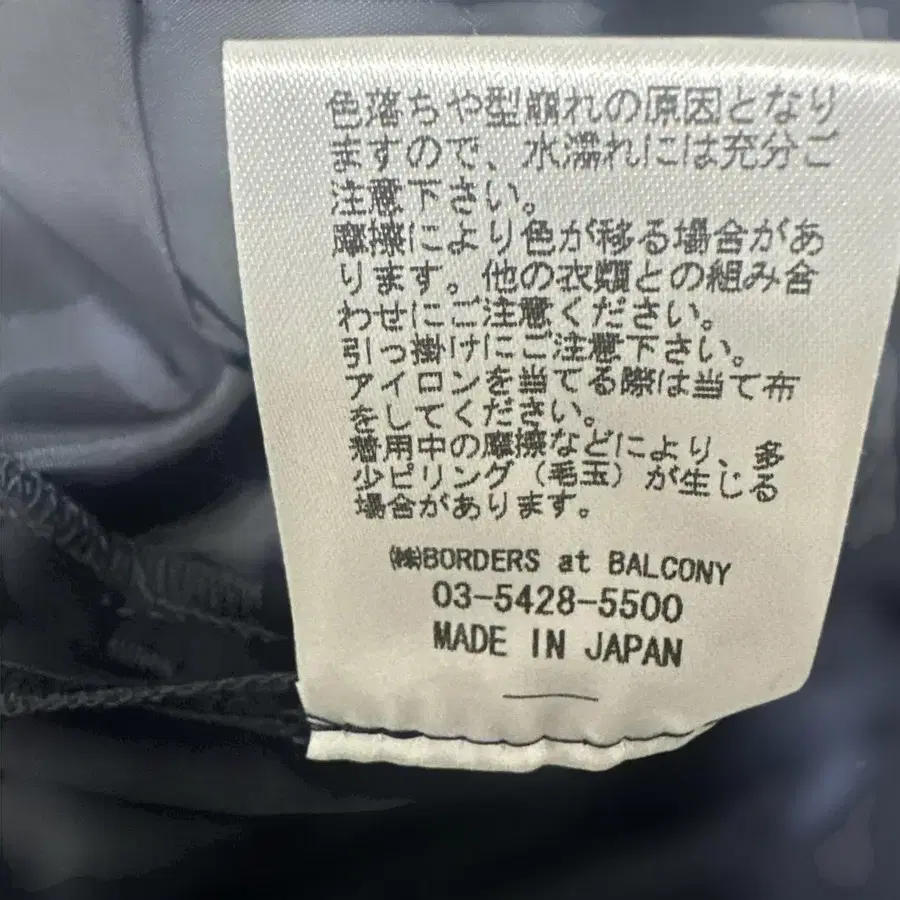 色落ちや型崩れの原因となり
ますので、水濡れには充分ご
注意下さい。
摩擦により色が移る場合があ
ります。他の衣類との組み合
わせにご注意ください。
引っ掛けにご注意下さい。
アイロンを当てる際は当て布
をしてください。
着用中の摩擦などにより、多
少ピリング(毛玉)が生じる
場合があります。
㈱BORDERS at BALCONY
03-5428-5500
MADE IN JAPAN